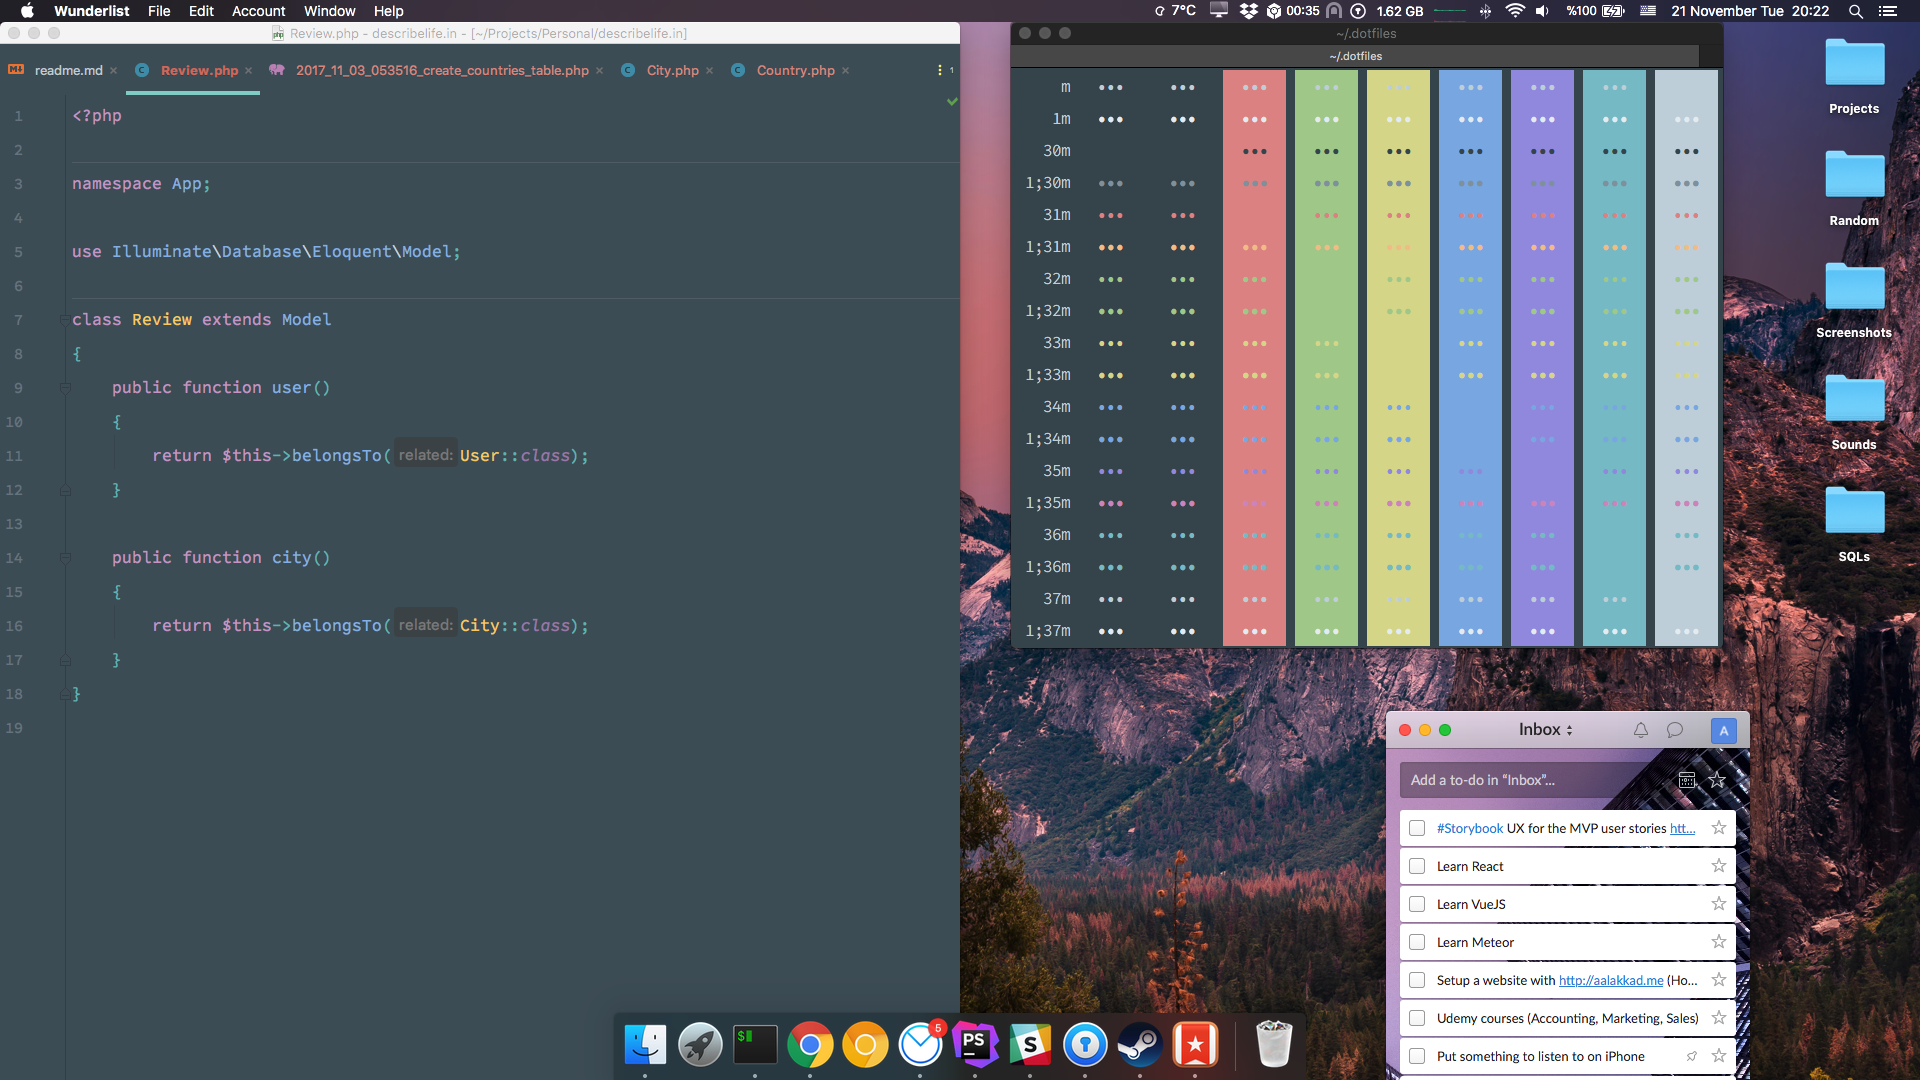 Wunderlist File Edit Account Window Help
7°C 00:35 1.62 GB %100 21 November Tue 20:22
Review.php - describelife.in - [~/Projects/Personal/describelife.in]
readme.md Review.php 2017_11_03_053516_create_countries_table.php City.php Country.php
1 <?php
2
3 namespace App;
4
5 use Illuminate\Database\Eloquent\Model;
6
7 class Review extends Model
8 {
9 public function user()
10 {
11 return $this->belongsTo( related: User::class);
12 }
13
14 public function city()
15 {
16 return $this->belongsTo( related: City::class);
17 }
18 }
19
~/.dotfiles
~/.dotfiles
m ••• ••• ••• ••• ••• ••• ••• •••
1m ••• ••• ••• ••• ••• ••• ••• ••• •••
30m ••• ••• ••• ••• ••• ••• •••
1;30m ••• ••• ••• ••• ••• ••• ••• ••• •••
31m ••• ••• ••• ••• ••• ••• ••• •••
1;31m ••• ••• ••• ••• ••• ••• ••• ••• •••
32m ••• ••• ••• ••• ••• ••• ••• •••
1;32m ••• ••• ••• ••• ••• ••• ••• •••
33m ••• ••• ••• ••• ••• ••• ••• •••
1;33m ••• ••• ••• ••• ••• ••• ••• •••
34m ••• ••• ••• ••• ••• ••• ••• •••
1;34m ••• ••• ••• ••• ••• ••• ••• •••
35m ••• ••• ••• ••• ••• ••• ••• •••
1;35m ••• ••• ••• ••• ••• ••• ••• ••• •••
36m ••• ••• ••• ••• ••• ••• ••• •••
1;36m ••• ••• ••• ••• ••• ••• ••• •••
37m ••• ••• ••• ••• ••• ••• ••• •••
1;37m ••• ••• ••• ••• ••• ••• ••• ••• •••
Projects
Random
Screenshots
Sounds
SQLs
Inbox A
Add a to-do in “Inbox”...
#Storybook UX for the MVP user stories htt...
Learn React
Learn VueJS
Learn Meteor
Setup a website with http://aalakkad.me (Ho...
Udemy courses (Accounting, Marketing, Sales)
Put something to listen to on iPhone
$ 5 PS S